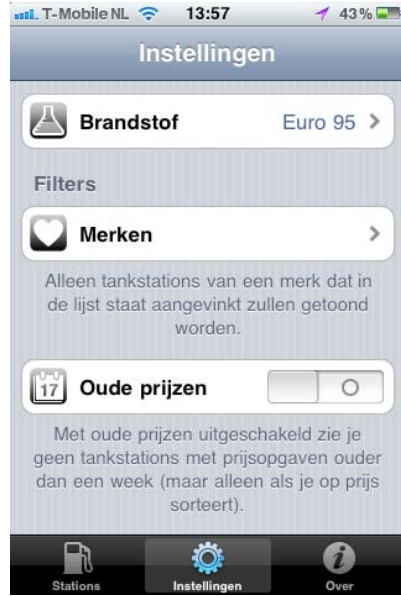 T-Mobile NL 13:57 43%
Instellingen
Brandstof Euro 95
Filters
Merken
Alleen tankstations van een merk dat in
de lijst staat aangevinkt zullen getoond
worden.
17 Oude prijzen
Met oude prijzen uitgeschakeld zie je
geen tankstations met prijsopgaven ouder
dan een week (maar alleen als je op prijs
sorteert).
Stations Instellingen Over